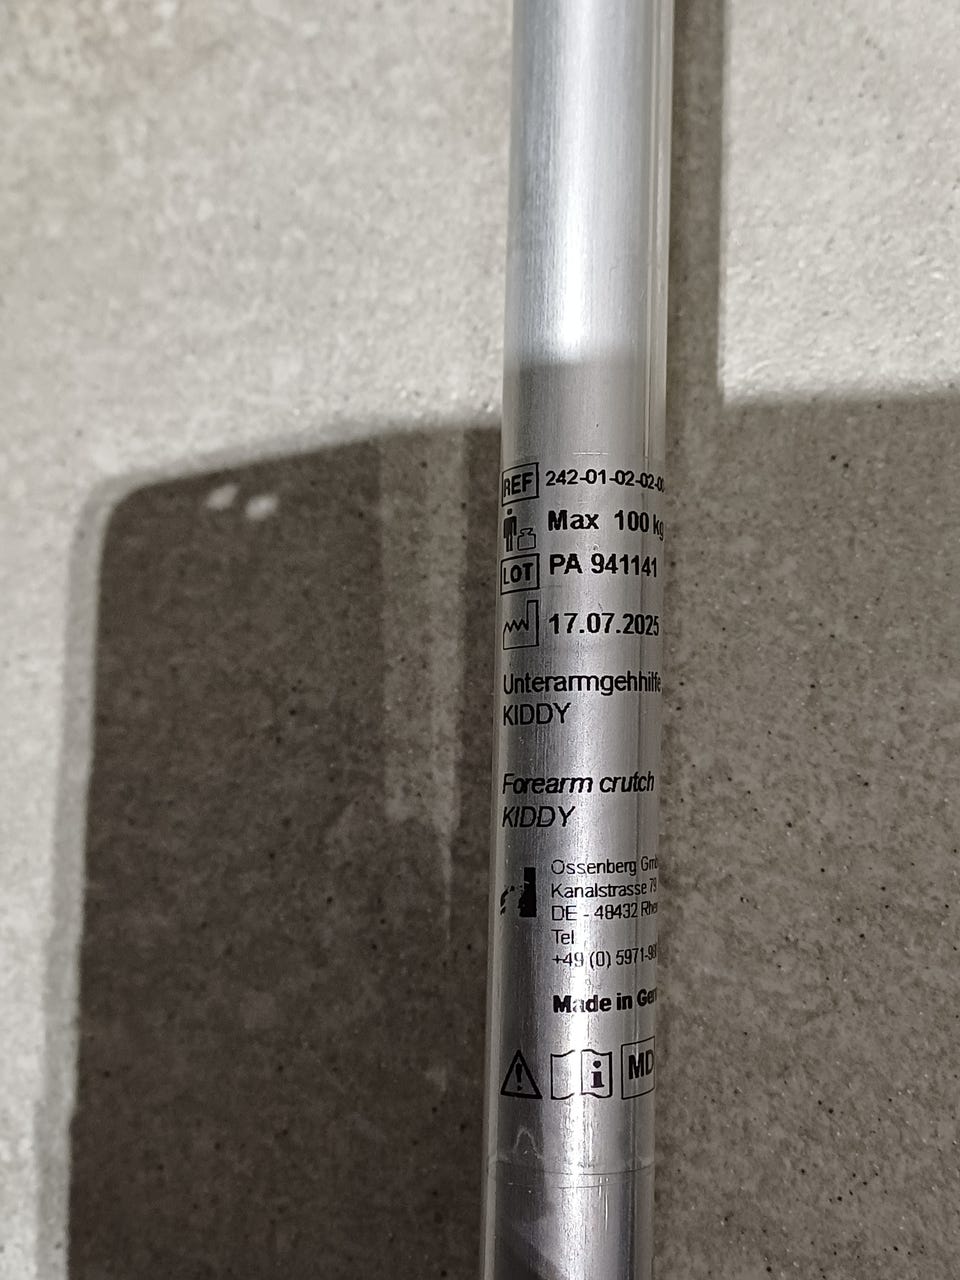 REF 242-01-02-02-0
Max 100 kg
LOT PA 941141
17.07.2025
Unterarmgehhilfe
KIDDY
Forearm crutch
KIDDY
Ossenberg Gmb
Kanalstrasse 79
DE - 48432 Rhe
Tel
+49 (0) 5971-9
Made in Ger
MD